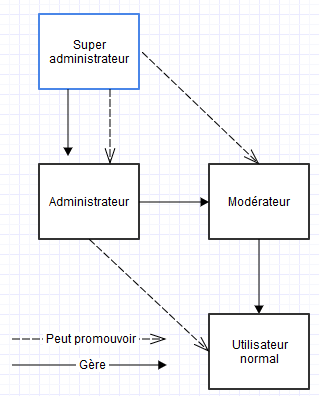 Super
administrateur
Administrateur
Modérateur
Utilisateur
normal
Peut promouvoir
Gère